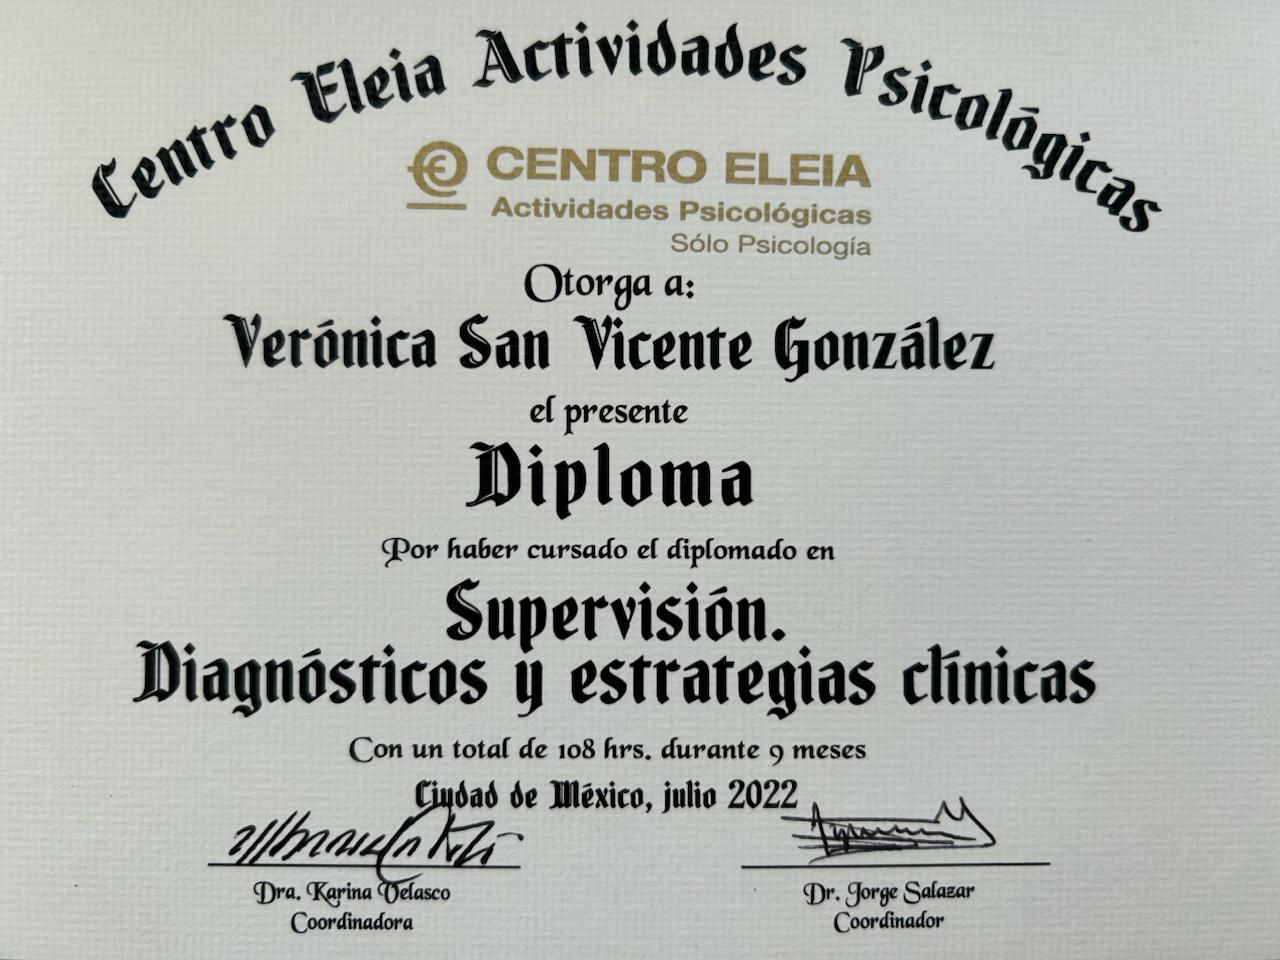 Centro Eleia Actividades Psicológicas
CENTRO ELEIA
Actividades Psicológicas
Sólo Psicología
Otorga a:
Verónica San Vicente González
el presente
Diploma
Por haber cursado el diplomado en
Supervisión.
Diagnósticos y estrategias clínicas
Con un total de 108 hrs. durante 9 meses
Ciudad de México, julio 2022
Dra. Karina Velasco
Coordinadora
Dr. Jorge Salazar
Coordinador